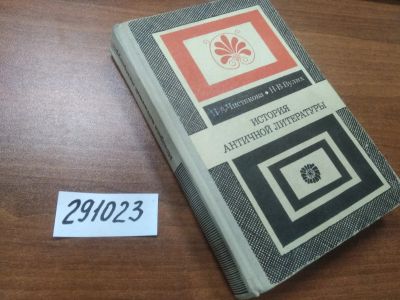 Н.А.Чистякова • Н.В.Вулих
ИСТОРИЯ
АНТИЧНОЙ ЛИТЕРАТУРЫ
291023